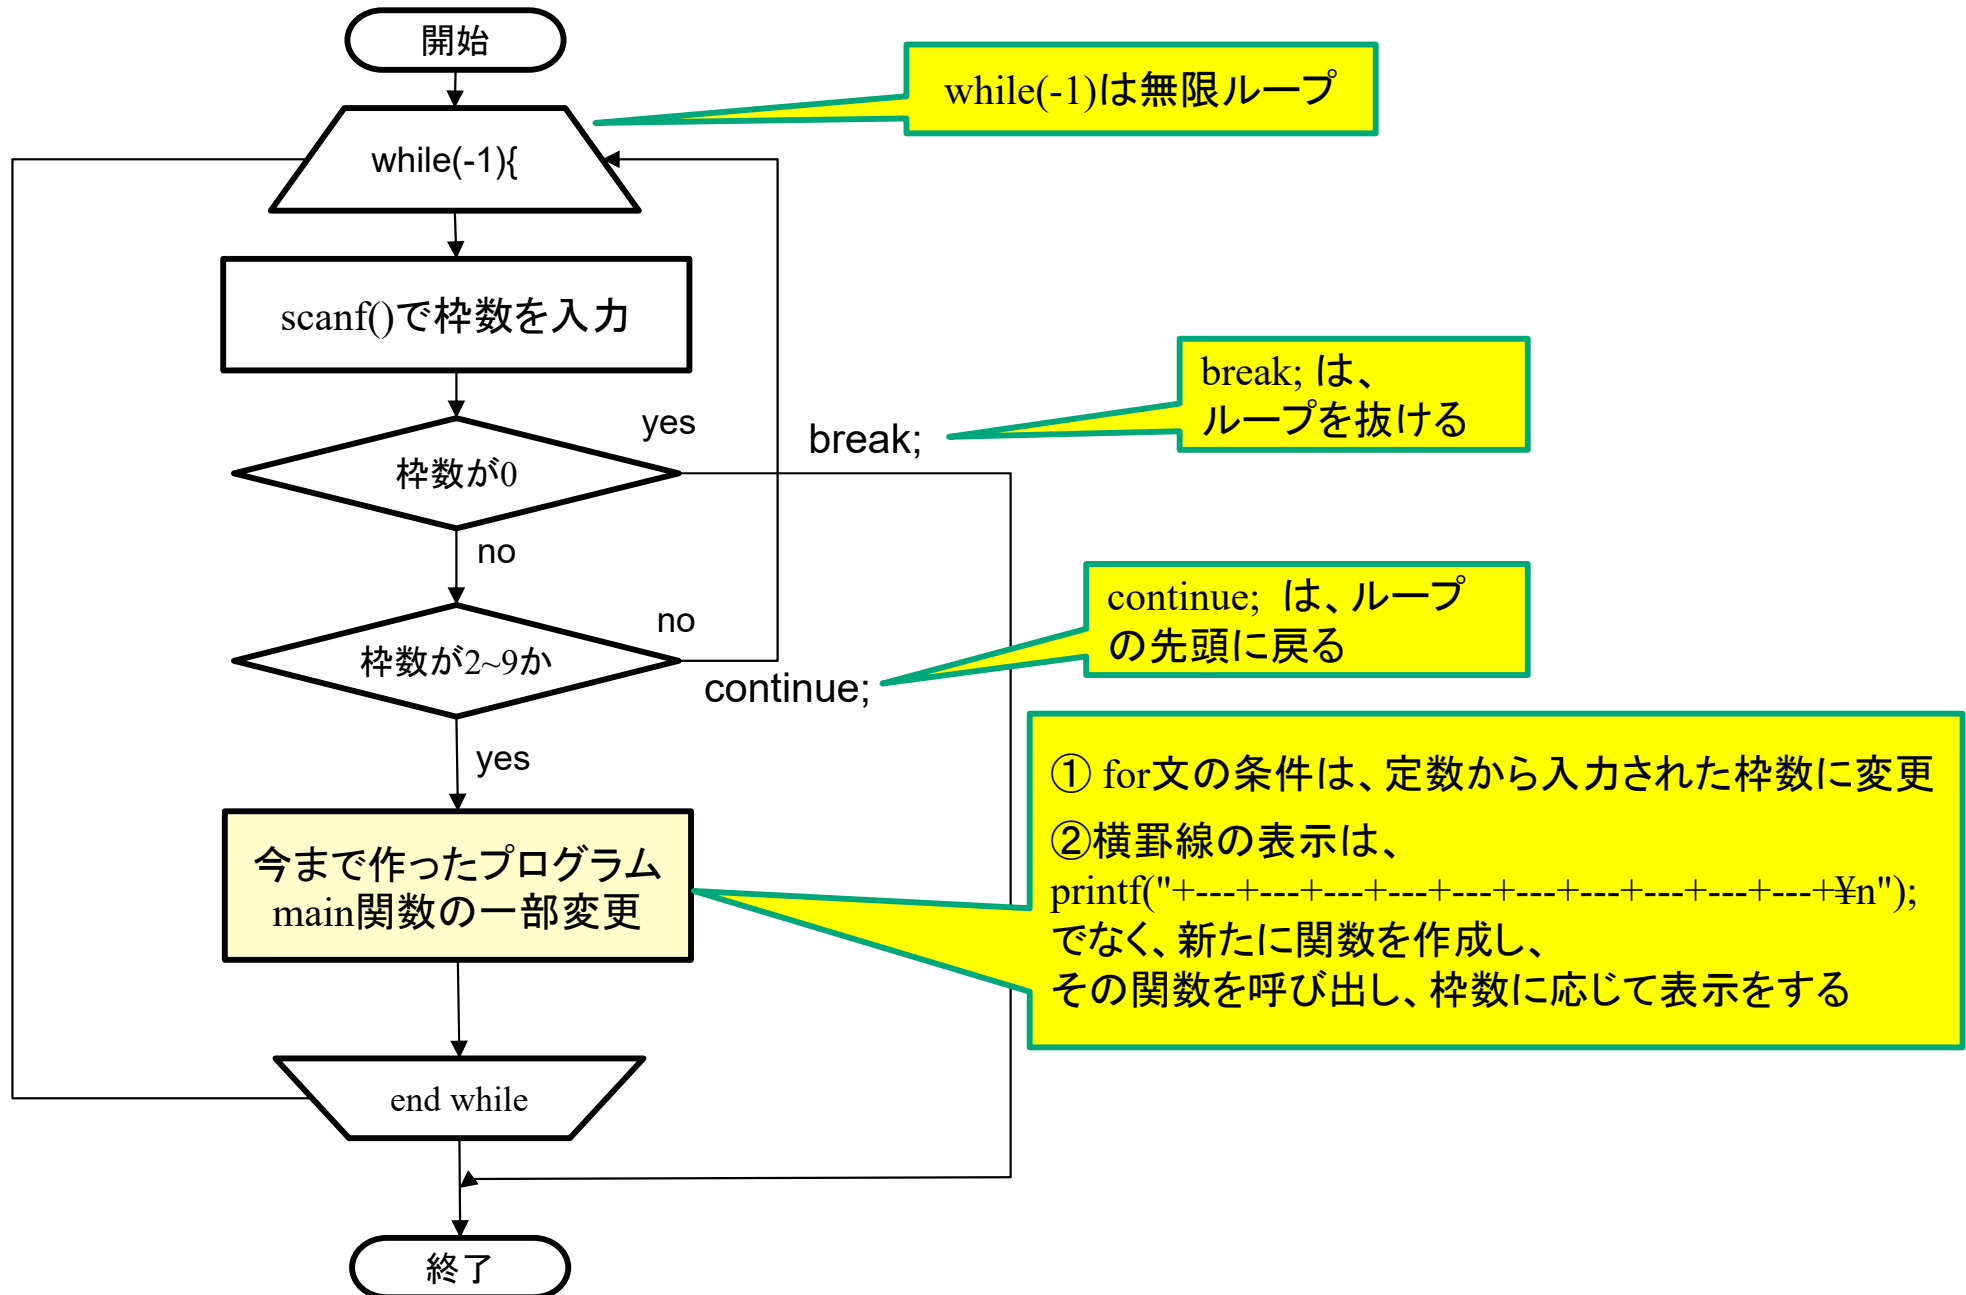 開始
while(-1)は無限ループ
while(-1){
scanf()で枠数を入力
break; は、
ループを抜ける
yes
break;
枠数が0
no
continue; は、ループ
の先頭に戻る
no
枠数が2~9か
continue;
yes
① for文の条件は、定数から入力された枠数に変更
②横罫線の表示は、
printf("+---+---+---+---+---+---+---+---+---+---+¥n");
でなく、新たに関数を作成し、
その関数を呼び出し、枠数に応じて表示をする
今まで作ったプログラム
main関数の一部変更
end while
終了